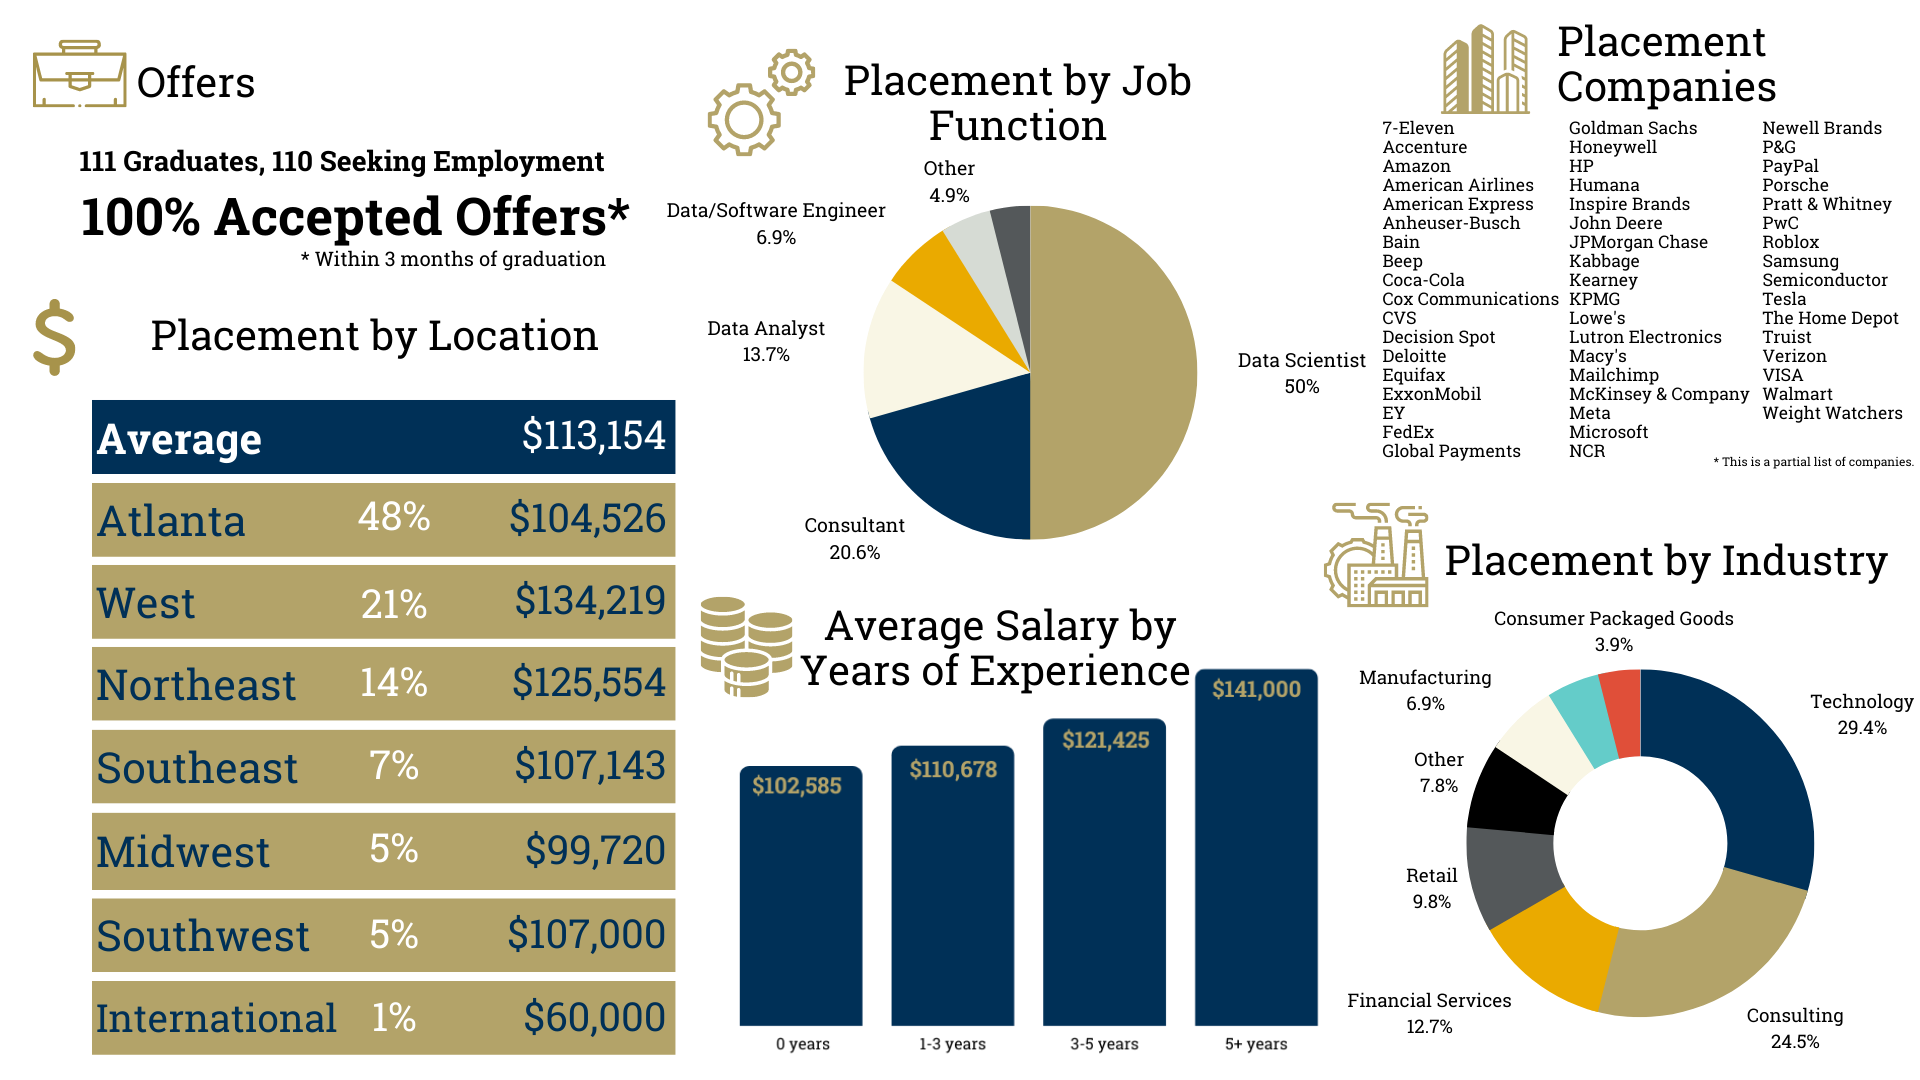 Offers
111 Graduates, 110 Seeking Employment
100% Accepted Offers*
* Within 3 months of graduation
$
Placement by Location
Average $113,154
Atlanta 48% $104,526
West 21% $134,219
Northeast 14% $125,554
Southeast 7% $107,143
Midwest 5% $99,720
Southwest 5% $107,000
International 1% $60,000
Placement by Job
Function
Other
4.9%
Data/Software Engineer
6.9%
Data Analyst
13.7%
Data Scientist
50%
Consultant
20.6%
Average Salary by
Years of Experience
$102,585
$110,678
$121,425
$141,000
0 years
1-3 years
3-5 years
5+ years
Placement
Companies
7-Eleven
Accenture
Amazon
American Airlines
American Express
Anheuser-Busch
Bain
Beep
Coca-Cola
Cox Communications
CVS
Decision Spot
Deloitte
Equifax
ExxonMobil
EY
FedEx
Global Payments
Goldman Sachs
Honeywell
HP
Humana
Inspire Brands
John Deere
JPMorgan Chase
Kabbage
Kearney
KPMG
Lowe's
Lutron Electronics
Macy's
Mailchimp
McKinsey & Company
Meta
Microsoft
NCR
Newell Brands
P&G
PayPal
Porsche
Pratt & Whitney
PwC
Roblox
Samsung
Semiconductor
Tesla
The Home Depot
Truist
Verizon
VISA
Walmart
Weight Watchers
* This is a partial list of companies.
Placement by Industry
Consumer Packaged Goods
3.9%
Manufacturing
6.9%
Technology
29.4%
Other
7.8%
Retail
9.8%
Financial Services
12.7%
Consulting
24.5%